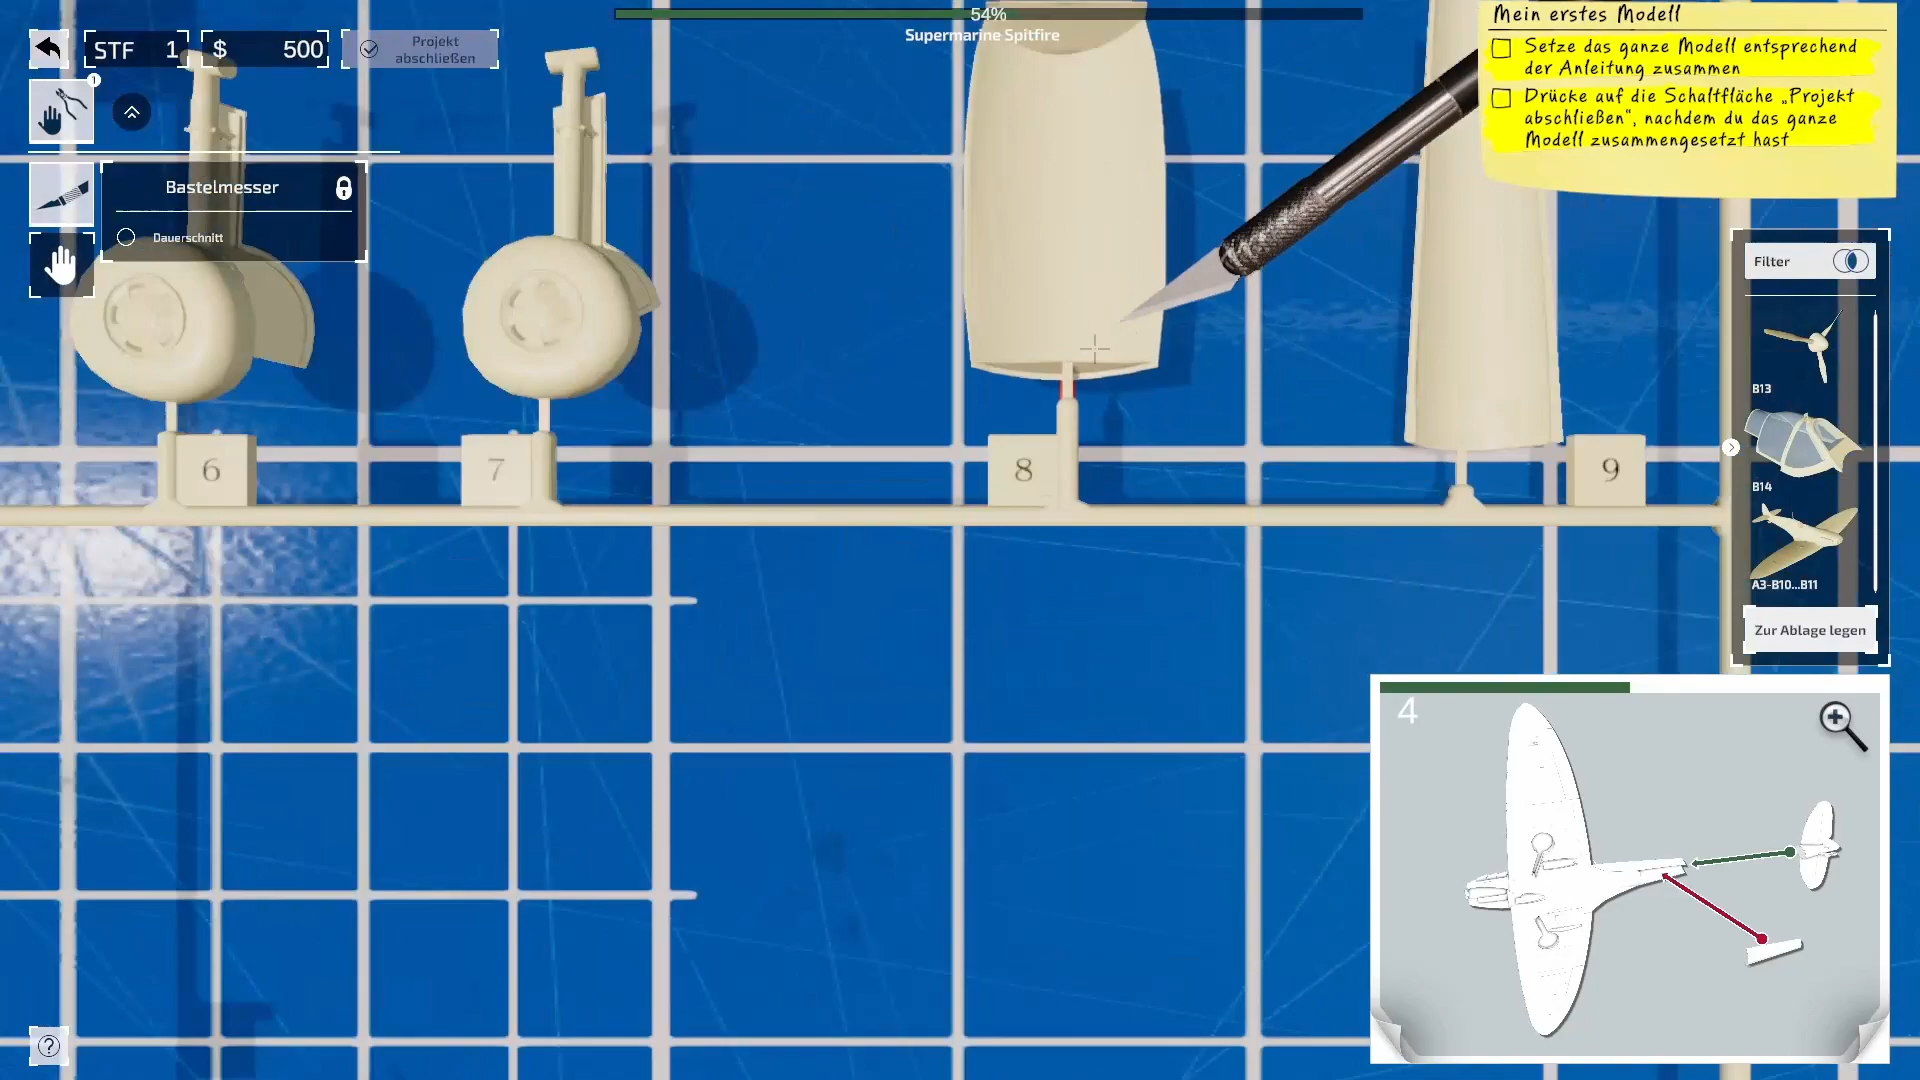 54%
Supermarine Spitfire
STF 1
$ 500
Projekt
abschließen
1
Bastelmesser
Dauerschnitt
Mein erstes Modell
Setze das ganze Modell entsprechend
der Anleitung zusammen
Drücke auf die Schaltfläche „Projekt
abschließen“, nachdem du das ganze
Modell zusammengesetzt hast
Filter
B13
B14
A3-B10...B11
Zur Ablage legen
6
7
8
9
4
?